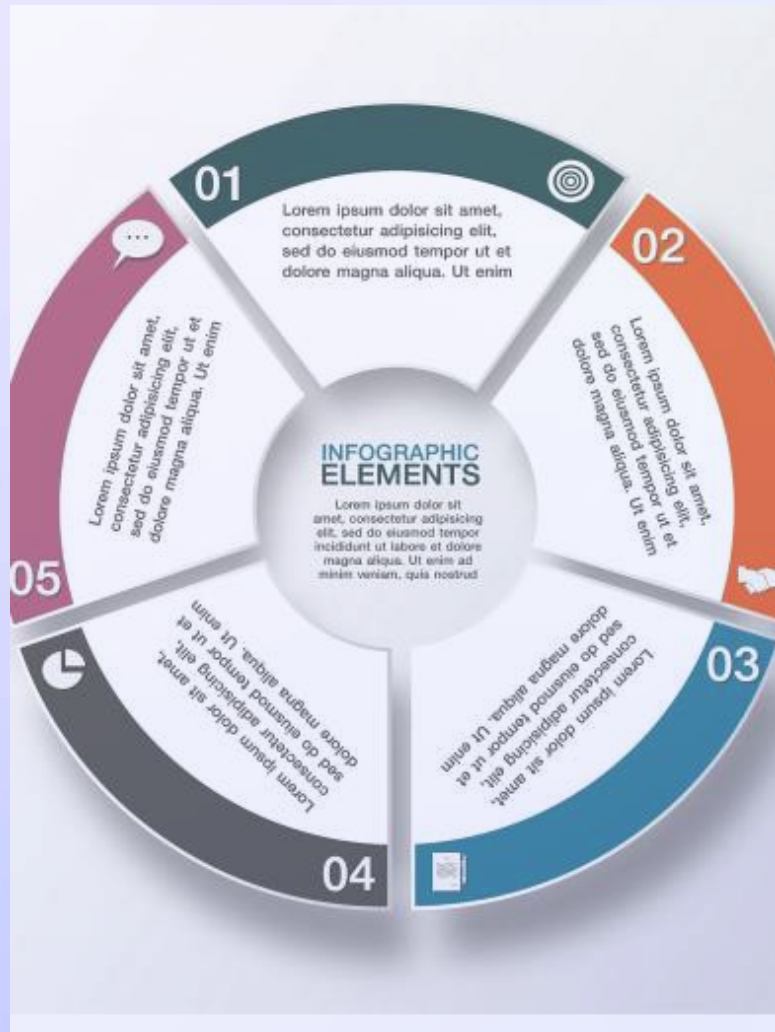 01
Lorem ipsum dolor sit amet,
consectetur adipisicing elit,
sed do eiusmod tempor ut et
dolore magna aliqua. Ut enim
02
Lorem ipsum dolor sit amet,
consectetur adipisicing elit,
sed do eiusmod tempor ut et
dolore magna aliqua. Ut enim
03
Lorem ipsum dolor sit amet,
consectetur adipisicing elit,
sed do eiusmod tempor ut et
dolore magna aliqua. Ut enim
04
Lorem ipsum dolor sit amet,
consectetur adipisicing elit,
sed do eiusmod tempor ut et
dolore magna aliqua. Ut enim
05
Lorem ipsum dolor sit amet,
consectetur adipisicing elit,
sed do eiusmod tempor ut et
dolore magna aliqua. Ut enim
INFOGRAPHIC
ELEMENTS
Lorem ipsum dolor sit
amet, consectetur adipisicing
elit, sed do eiusmod tempor
incididunt ut labore et dolore
magna aliqua. Ut enim ad
minim veniam, quis nostrud